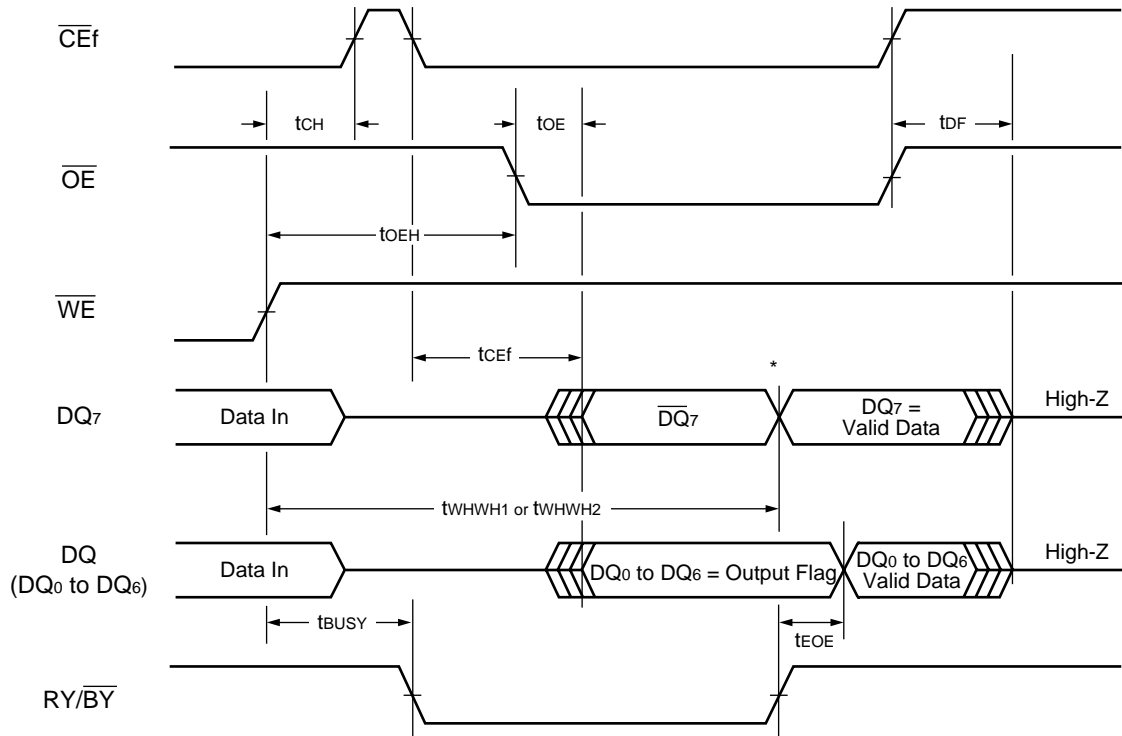 CEf
tCH
tOE
tDF
OE
tOEH
WE
tCEf
*
DQ7
Data In
DQ7
DQ7 =
Valid Data
High-Z
tWHWH1 or tWHWH2
DQ
(DQ0 to DQ6)
Data In
DQ0 to DQ6 = Output Flag
DQ0 to DQ6
Valid Data
High-Z
tBUSY
tEOE
RY/BY